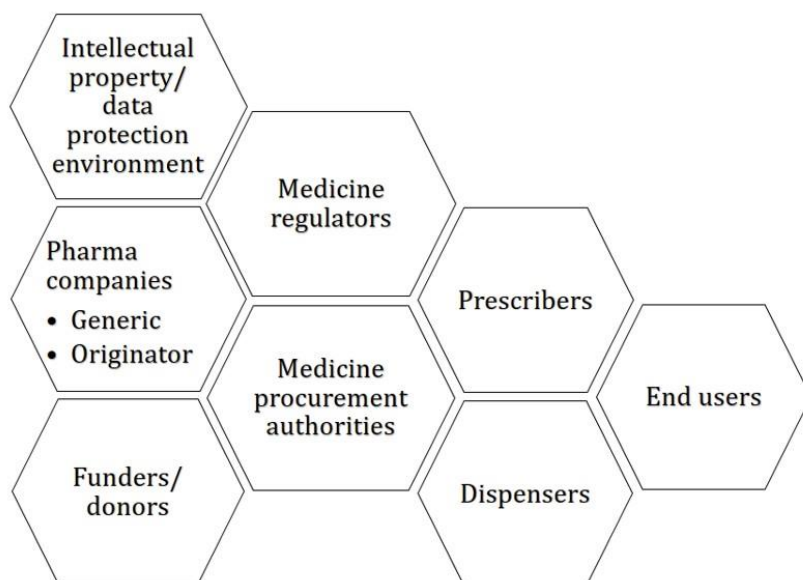 Intellectual
property/
data
protection
environment
Medicine
regulators
Pharma
companies
• Generic
• Originator
Prescribers
Medicine
procurement
authorities
End users
Funders/
donors
Dispensers